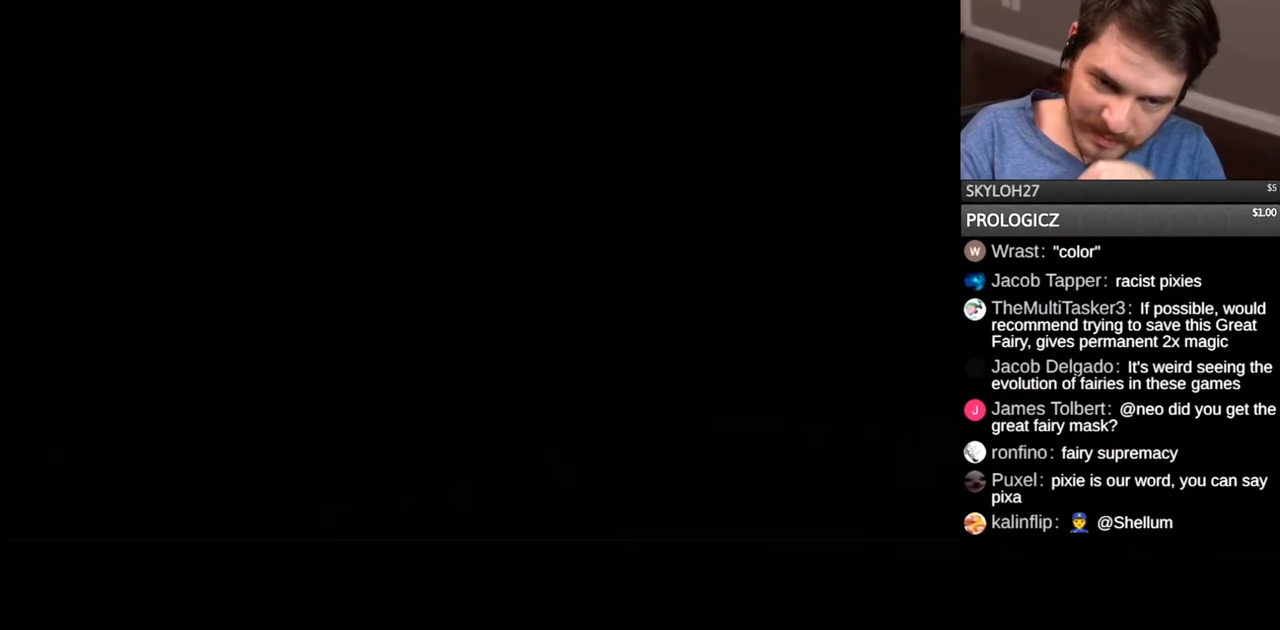 SKYLOH27 $5
PROLOGICZ $1.00
W Wrast: "color"
Jacob Tapper: racist pixies
TheMultiTasker3: If possible, would
recommend trying to save this Great
Fairy, gives permanent 2x magic
Jacob Delgado: It's weird seeing the
evolution of fairies in these games
J James Tolbert: @neo did you get the
great fairy mask?
ronfino: fairy supremacy
Puxel: pixie is our word, you can say
pixa
kalinflip: 👮 @Shellum